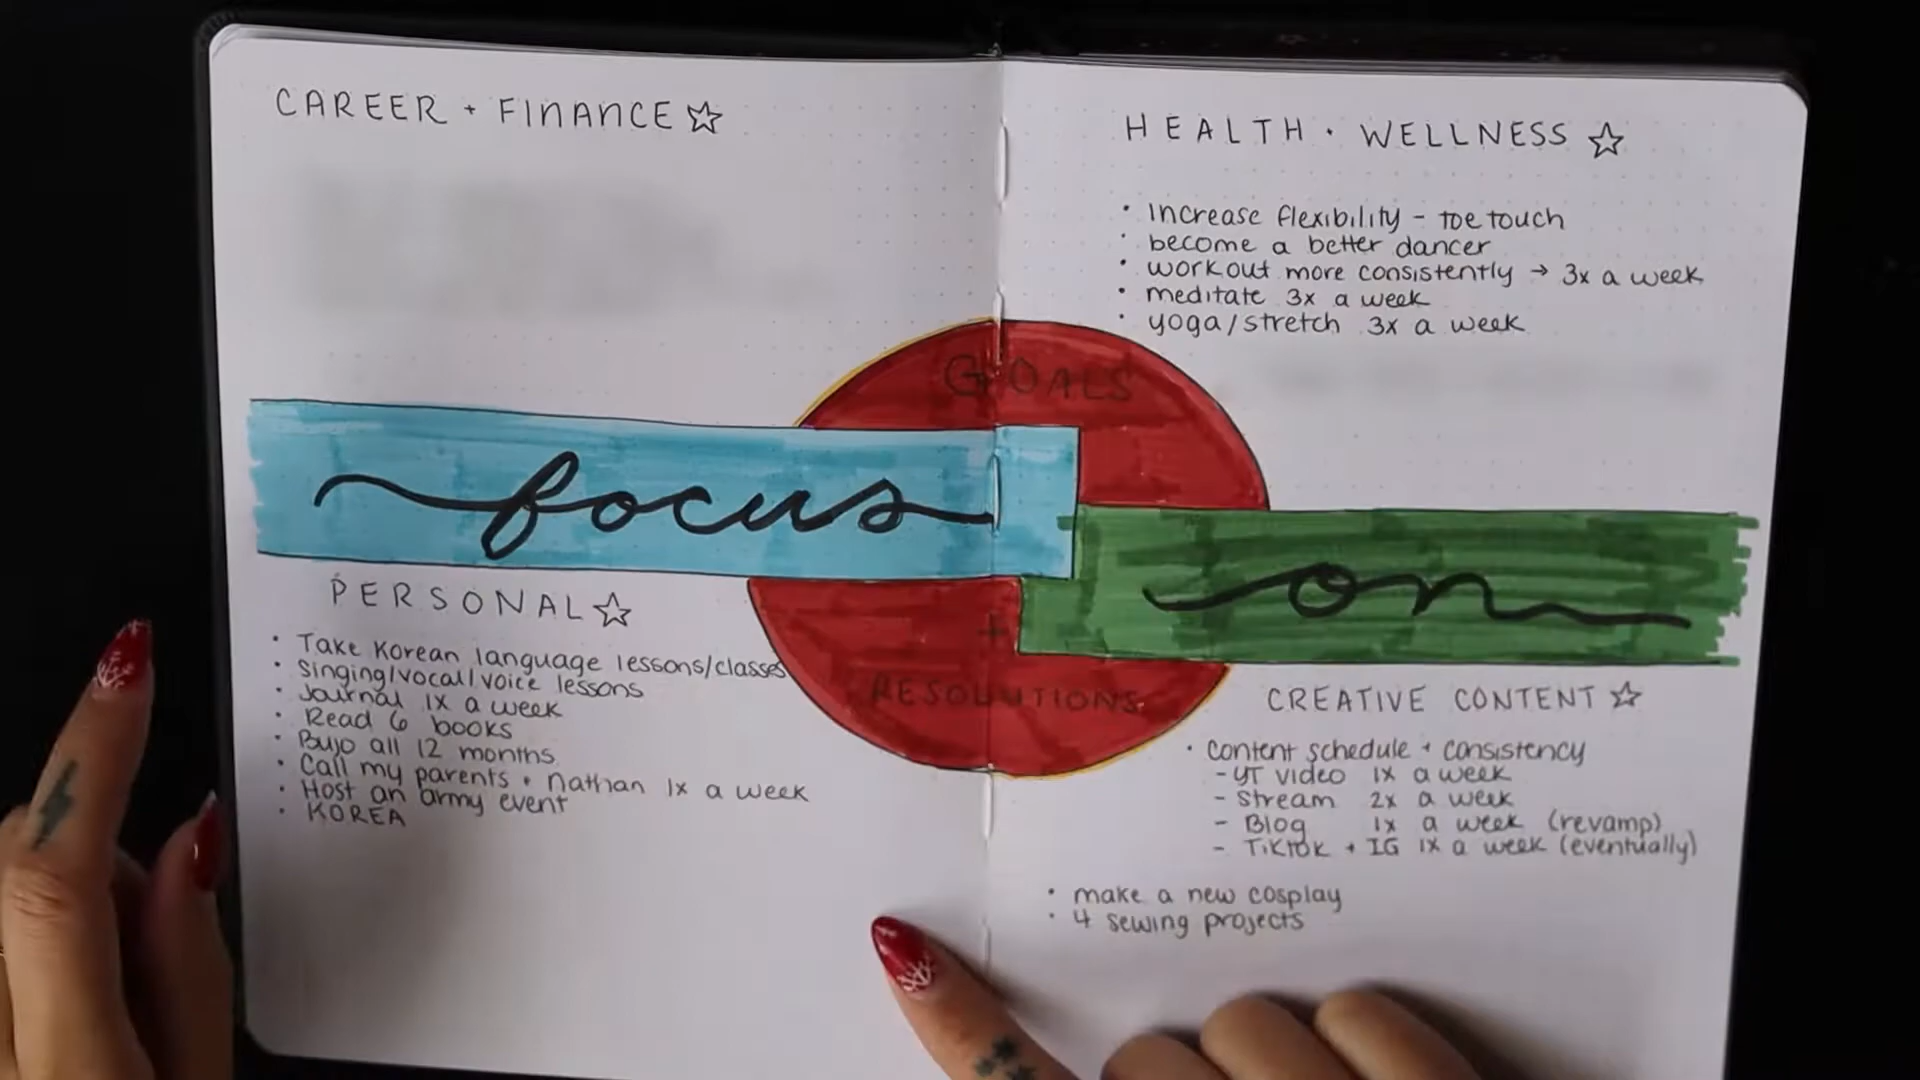 CAREER + FINANCE
HEALTH + WELLNESS
• increase flexibility - toe touch
• become a better dancer
• workout more consistently → 3x a week
• meditate 3x a week
• yoga/stretch 3x a week
GOALS
focus
on
+
RESOLUTIONS
PERSONAL
• Take Korean language lessons/classes
• Singing/vocal/voice lessons
• Journal 1x a week
• Read 6 books
• Bujo all 12 months
• Call my parents + Nathan 1x a week
• Host an army event
• KOREA
CREATIVE CONTENT
• content schedule + consistency
- YT video 1x a week
- Stream 2x a week
- Blog 1x a week (revamp)
- TikTok + IG 1x a week (eventually)
• make a new cosplay
• 4 sewing projects